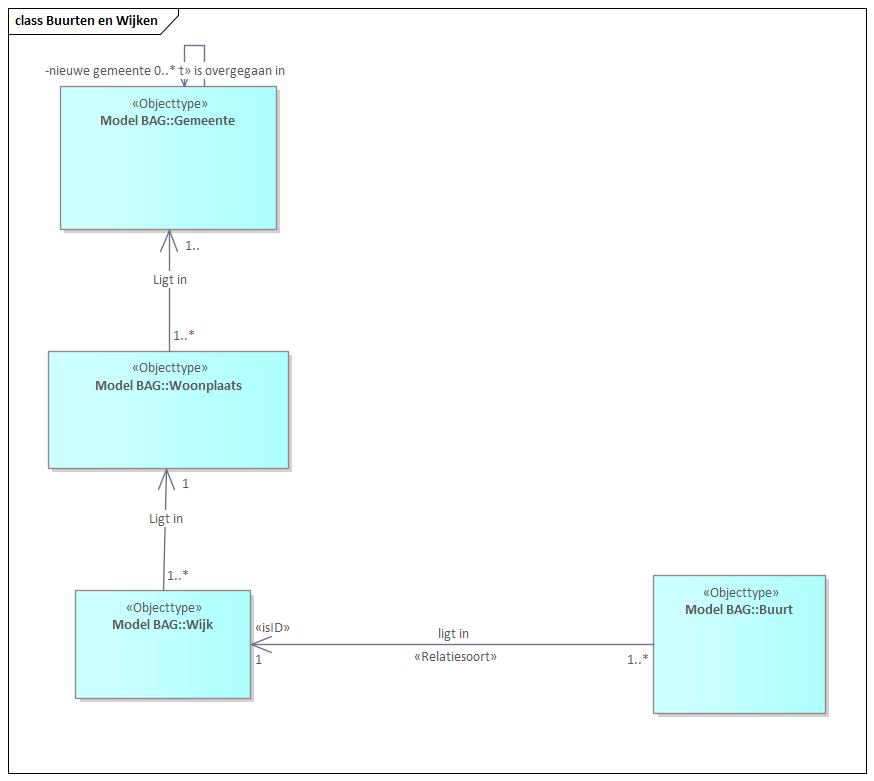 class Buurten en Wijken
-nieuwe gemeente 0..* t» is overgegaan in
«Objecttype»
Model BAG::Gemeente
1..
Ligt in
1..*
«Objecttype»
Model BAG::Woonplaats
1
Ligt in
1..*
«Objecttype»
Model BAG::Wijk
«isID»
1
ligt in
«Relatiesoort»
1..*
«Objecttype»
Model BAG::Buurt